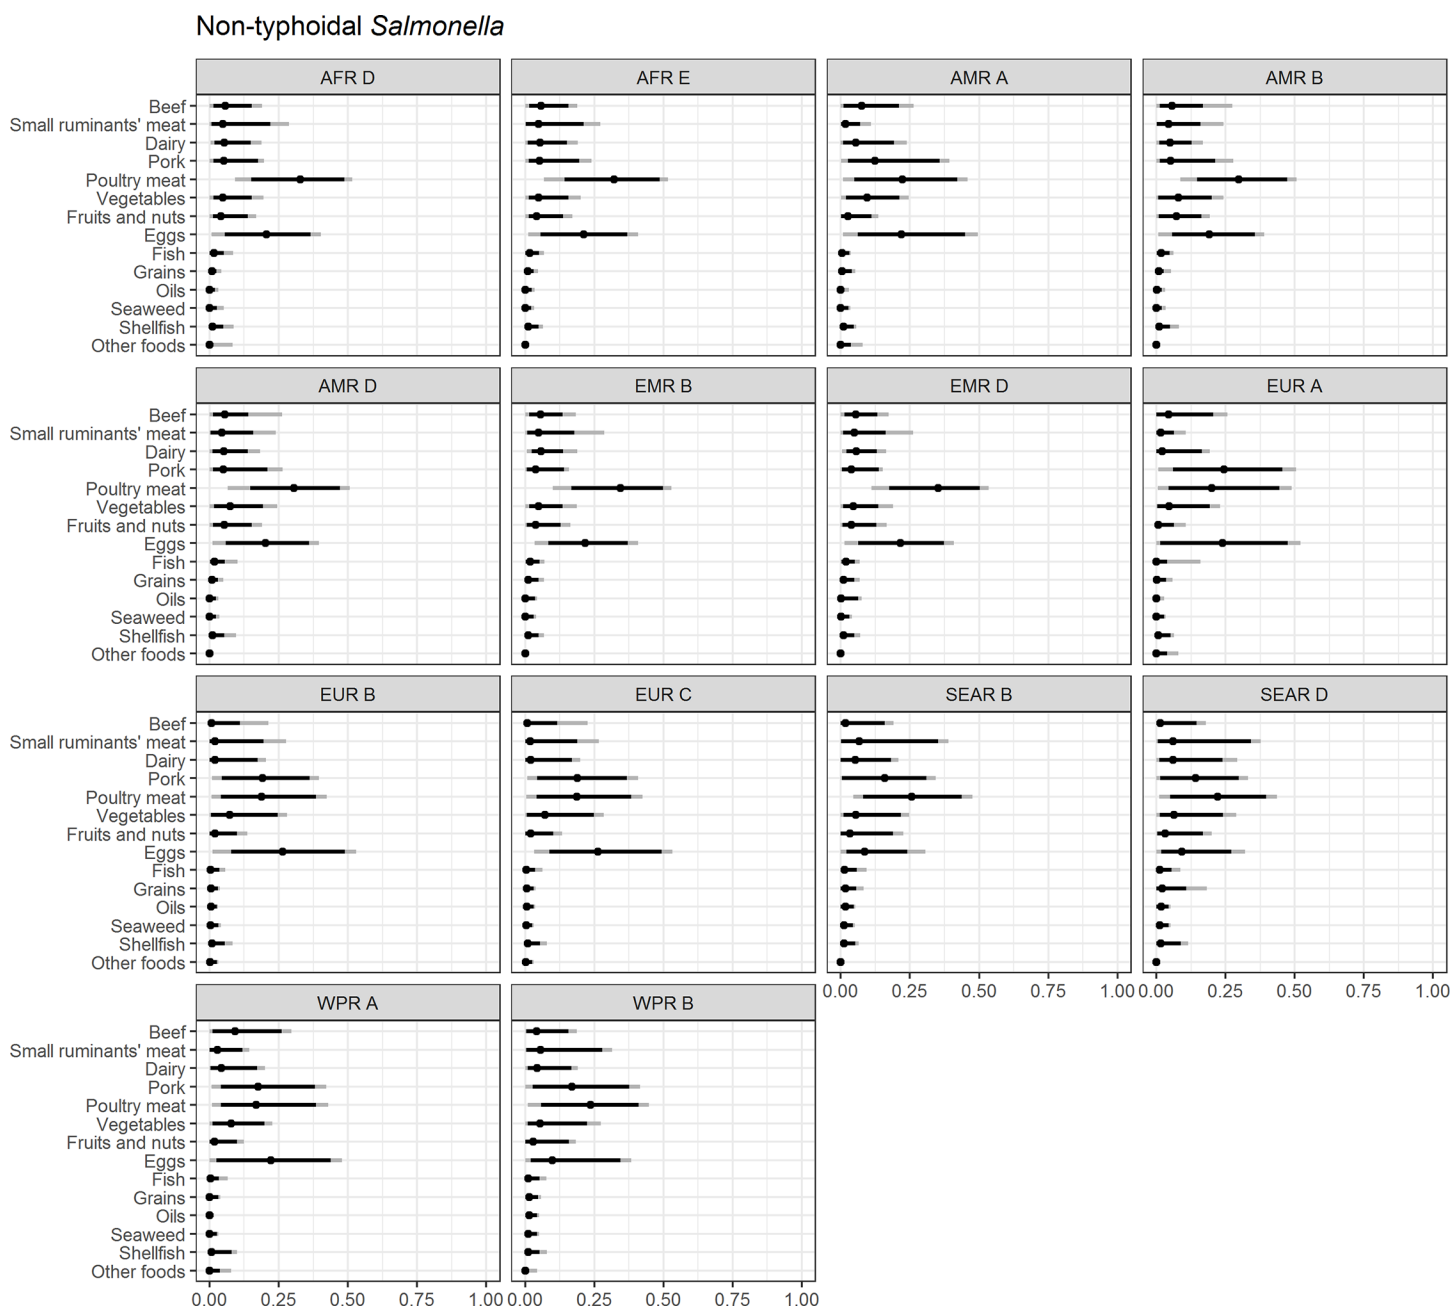 Non-typhoidal Salmonella
AFR D
AFR E
AMR A
AMR B
Beef
Small ruminants' meat
Dairy
Pork
Poultry meat
Vegetables
Fruits and nuts
Eggs
Fish
Grains
Oils
Seaweed
Shellfish
Other foods
AMR D
EMR B
EMR D
EUR A
Beef
Small ruminants' meat
Dairy
Pork
Poultry meat
Vegetables
Fruits and nuts
Eggs
Fish
Grains
Oils
Seaweed
Shellfish
Other foods
EUR B
EUR C
SEAR B
SEAR D
Beef
Small ruminants' meat
Dairy
Pork
Poultry meat
Vegetables
Fruits and nuts
Eggs
Fish
Grains
Oils
Seaweed
Shellfish
Other foods
0.00 0.25 0.50 0.75 1.00
0.00 0.25 0.50 0.75 1.00
WPR A
WPR B
Beef
Small ruminants' meat
Dairy
Pork
Poultry meat
Vegetables
Fruits and nuts
Eggs
Fish
Grains
Oils
Seaweed
Shellfish
Other foods
0.00 0.25 0.50 0.75 1.00
0.00 0.25 0.50 0.75 1.00